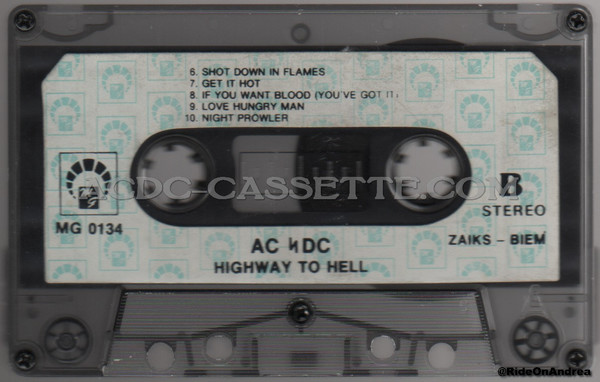 6. SHOT DOWN IN FLAMES
7. GET IT HOT
8. IF YOU WANT BLOOD (YOU'VE GOT IT)
9. LOVE HUNGRY MAN
10. NIGHT PROWLER
ACDC-CASSETTE.COM
B
STEREO
MG 0134
ZAIKS - BIEM
AC ϟ DC
HIGHWAY TO HELL
A
@RideOnAndrea